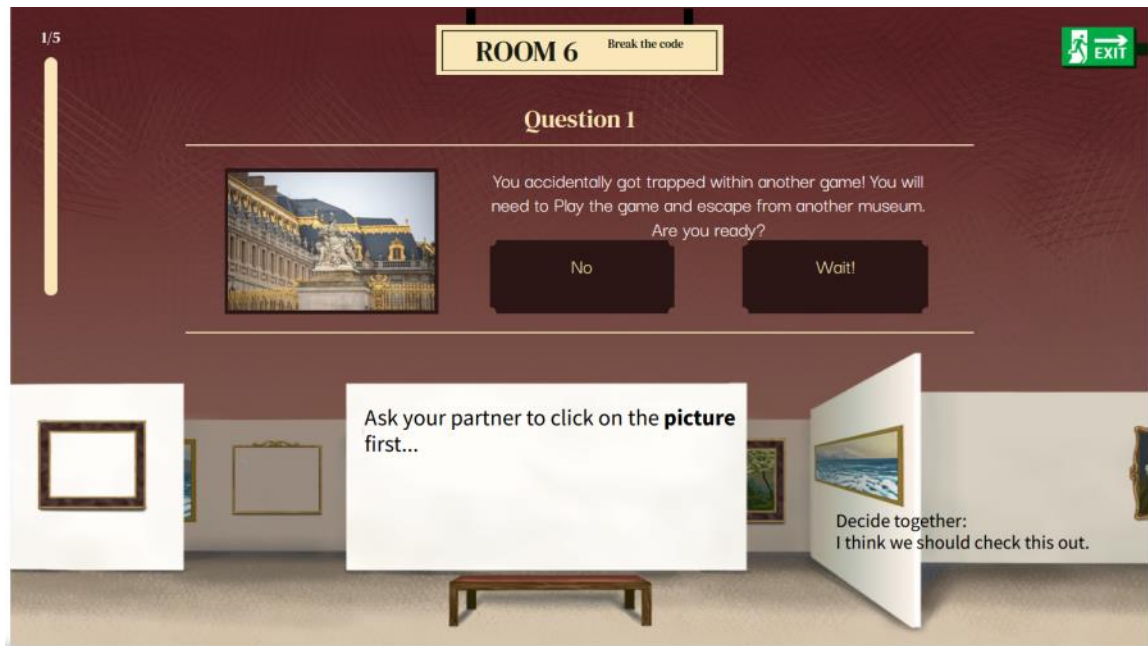 1/5
ROOM 6
Break the code
EXIT
Question 1
You accidentally got trapped within another game! You will
need to Play the game and escape from another museum.
Are you ready?
No
Wait!
Ask your partner to click on the picture
first...
Decide together:
I think we should check this out.